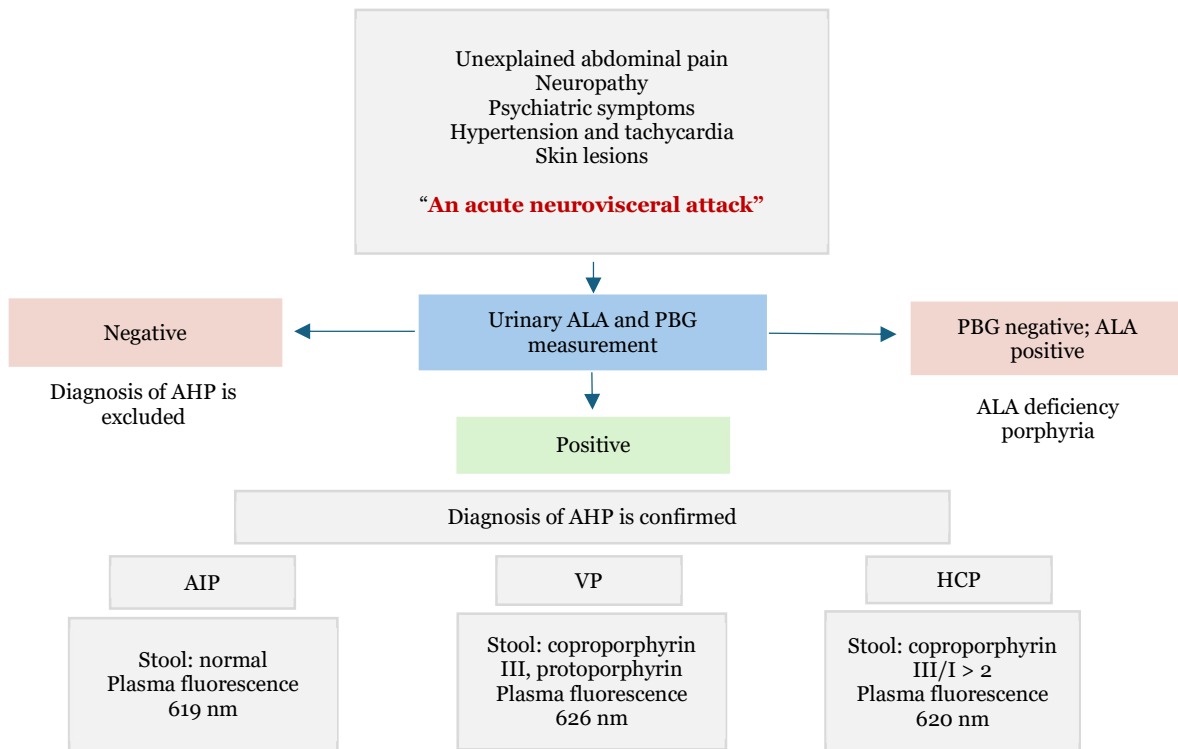 Unexplained abdominal pain
Neuropathy
Psychiatric symptoms
Hypertension and tachycardia
Skin lesions
“An acute neurovisceral attack”
Negative
Urinary ALA and PBG
measurement
PBG negative; ALA
positive
Diagnosis of AHP is
excluded
ALA deficiency
porphyria
Positive
Diagnosis of AHP is confirmed
AIP
VP
HCP
Stool: normal
Plasma fluorescence
619 nm
Stool: coproporphyrin
III, protoporphyrin
Plasma fluorescence
626 nm
Stool: coproporphyrin
III/I > 2
Plasma fluorescence
620 nm